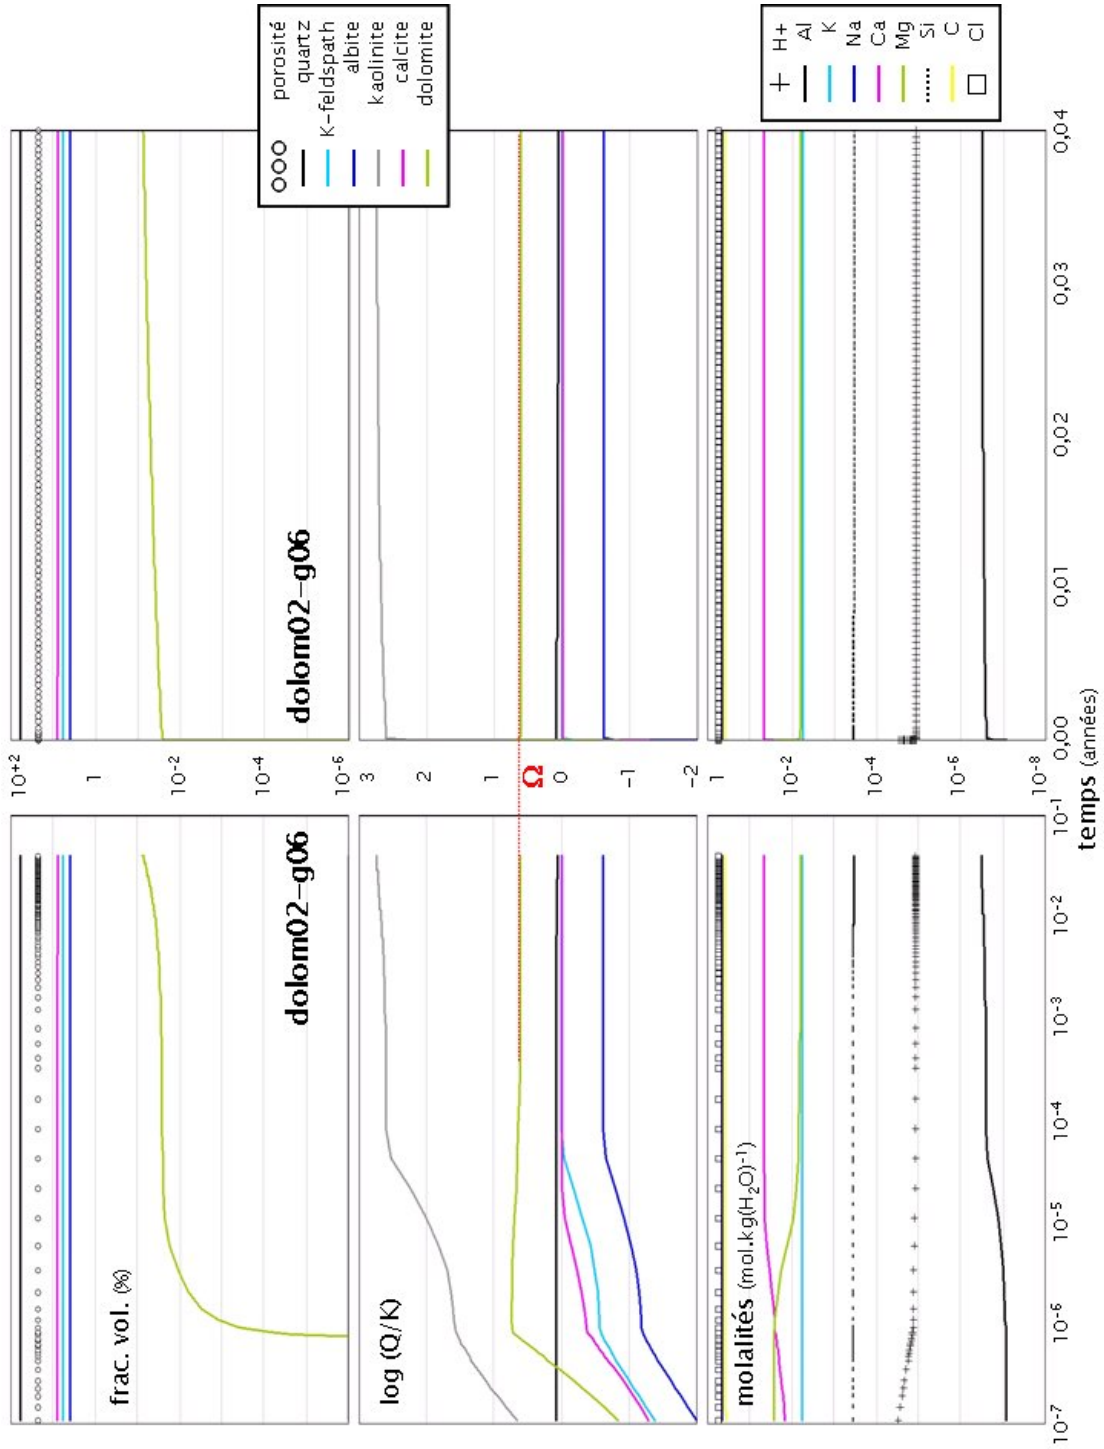 10+2
1
10-2
10-4
10-6
frac. vol. (%)
dolom02-g06
dolom02-g06
porosité
quartz
K-feldspath
albite
kaolinite
calcite
dolomite
3
2
1
Ω
0
-1
-2
log (Q/K)
1
10-2
10-4
10-6
10-8
molalités (mol.kg(H2O)-1)
H+
Al
K
Na
Ca
Mg
Si
C
Cl
10-7
10-6
10-5
10-4
10-3
10-2
10-1
0,00
0,01
0,02
0,03
0,04
temps (années)